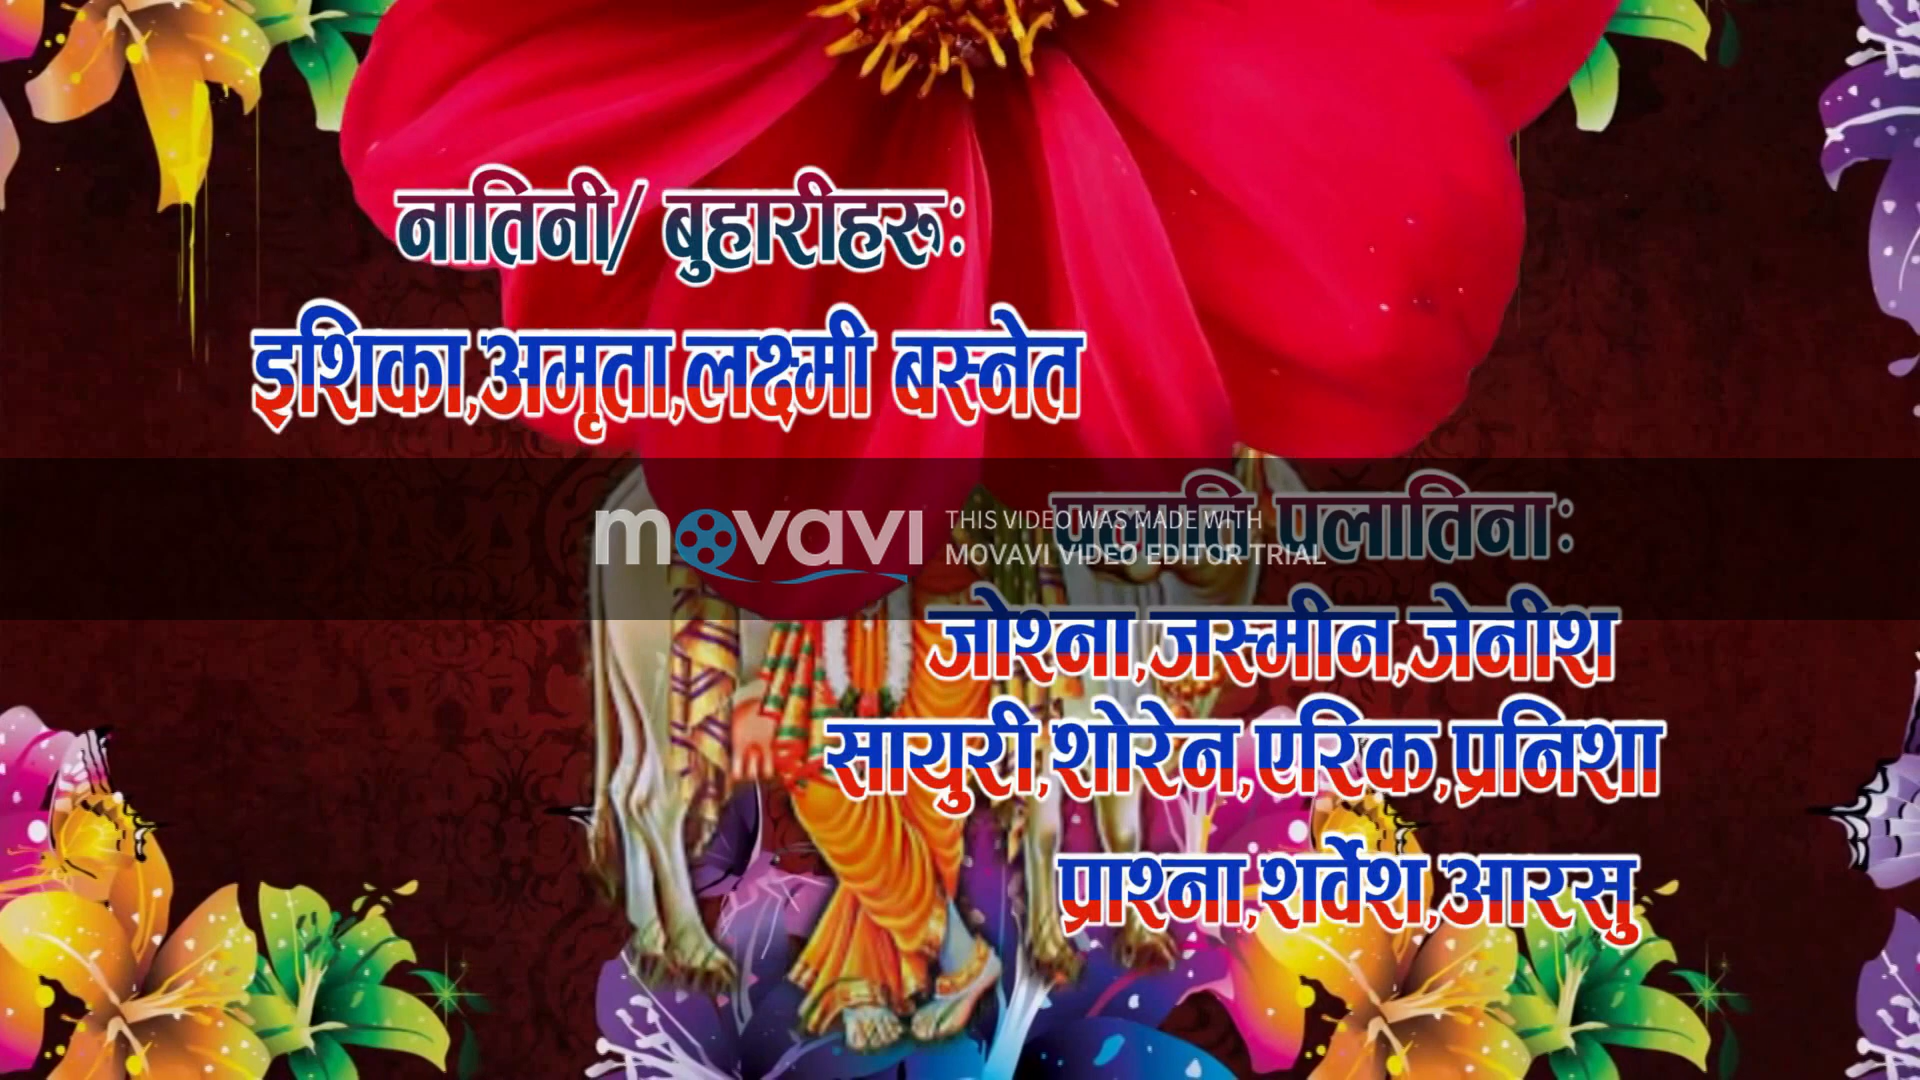 नातिनी/ बुहारीहरुः
इशिका,अमृता,लक्ष्मी बस्नेत
movavi
THIS VIDEO WAS MADE WITH
MOVAVI VIDEO EDITOR TRIAL
पलाति पलातिनाः
जोश्ना,जस्मीन,जेनीश
सायुरी,शोरेन,एरिक,प्रनिशा
प्राश्ना,शर्वेश,आरसु